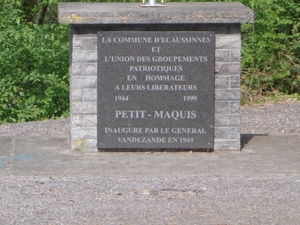 LA COMMUNE D'ECAUSSINNES
ET
L'UNION DES GROUPEMENTS
PATRIOTIQUES
EN - HOMMAGE
A LEURS LIBERATEURS
1944 1999
PETIT - MAQUIS
INAUGURE PAR LE GENERAL
VANDEZANDE EN 1949